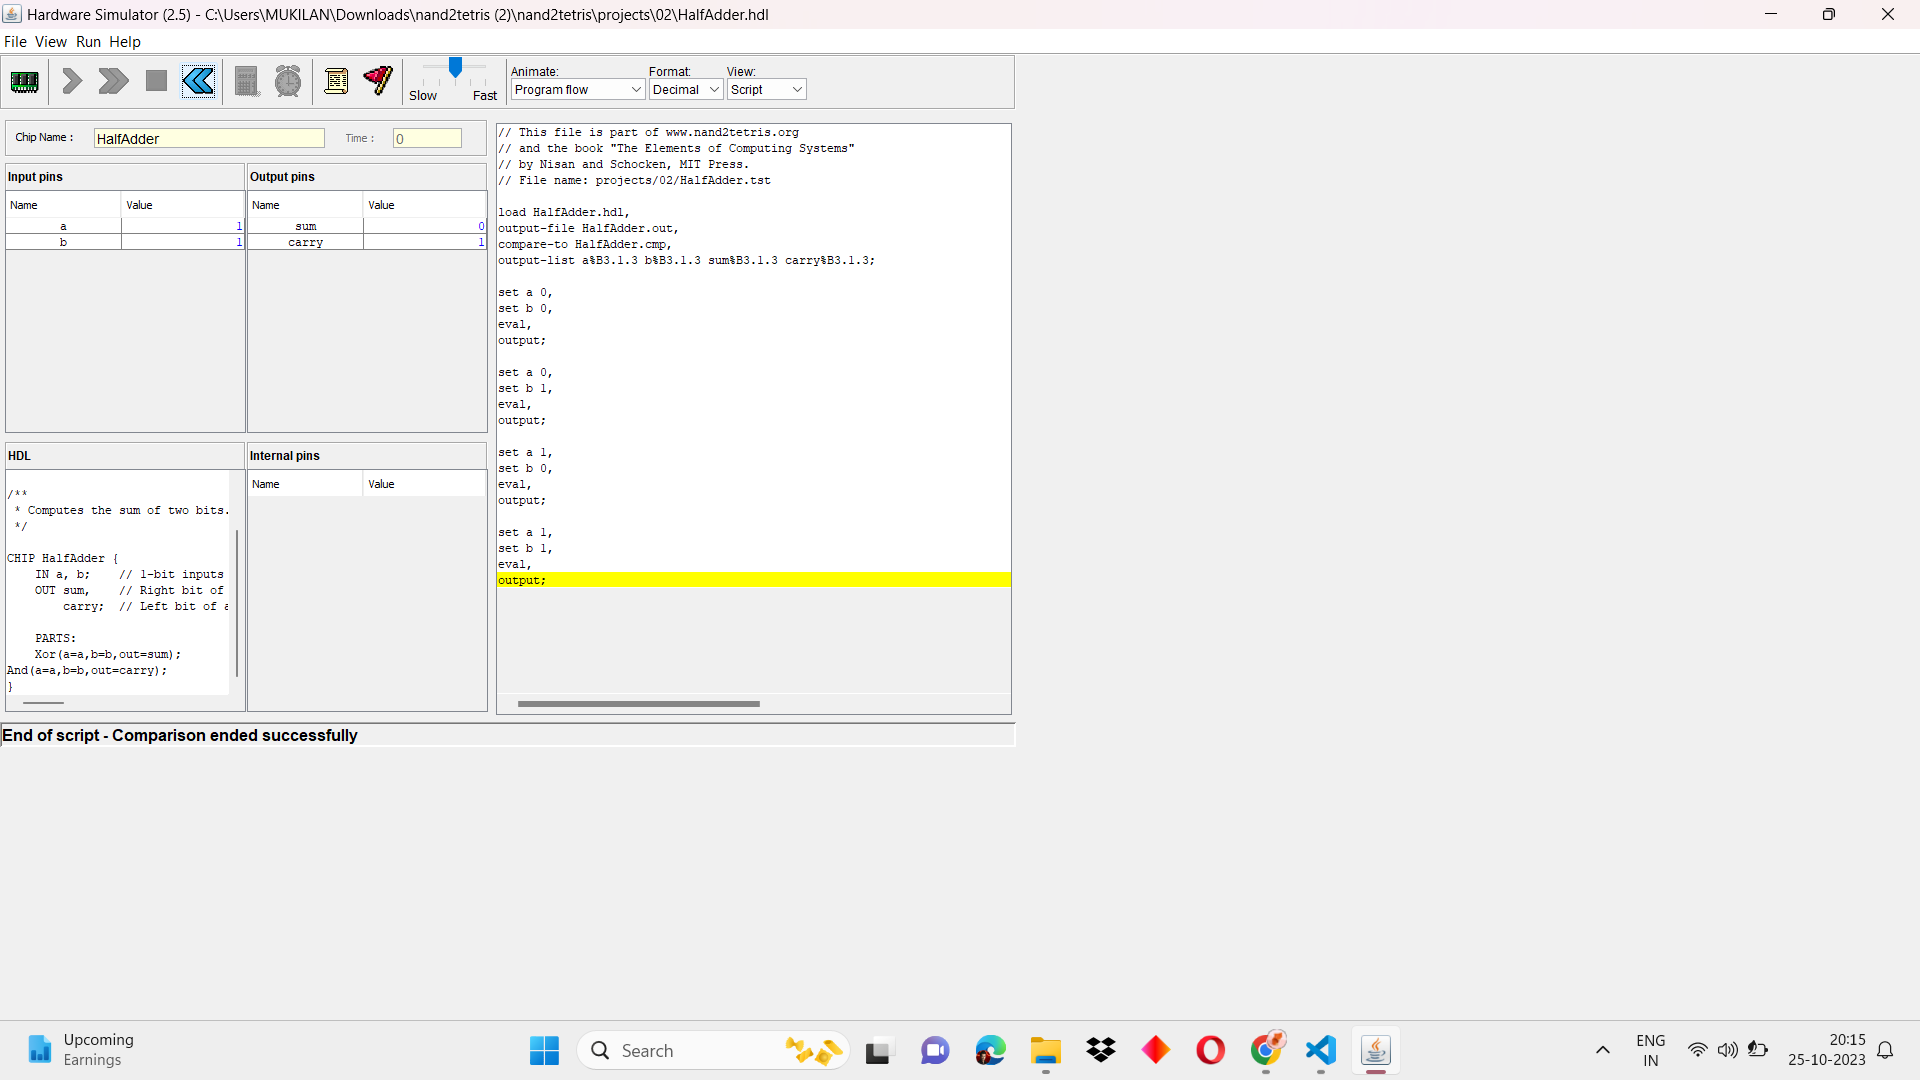 Hardware Simulator (2.5) - C:\Users\MUKILAN\Downloads\nand2tetris (2)\nand2tetris\projects\02\HalfAdder.hdl
File View Run Help
Slow Fast
Animate: Format: View:
Program flow Decimal Script
Chip Name : HalfAdder Time : 0
Input pins
Name Value
a 1
b 1
Output pins
Name Value
sum 0
carry 1
HDL
/**
* Computes the sum of two bits.
*/
CHIP HalfAdder {
IN a, b; // 1-bit inputs
OUT sum, // Right bit of
carry; // Left bit of a
PARTS:
Xor(a=a,b=b,out=sum);
And(a=a,b=b,out=carry);
}
Internal pins
Name Value
// This file is part of www.nand2tetris.org
// and the book "The Elements of Computing Systems"
// by Nisan and Schocken, MIT Press.
// File name: projects/02/HalfAdder.tst
load HalfAdder.hdl,
output-file HalfAdder.out,
compare-to HalfAdder.cmp,
output-list a%B3.1.3 b%B3.1.3 sum%B3.1.3 carry%B3.1.3;
set a 0,
set b 0,
eval,
output;
set a 0,
set b 1,
eval,
output;
set a 1,
set b 0,
eval,
output;
set a 1,
set b 1,
eval,
output;
End of script - Comparison ended successfully
Upcoming
Earnings
Search
ENG
IN
20:15
25-10-2023